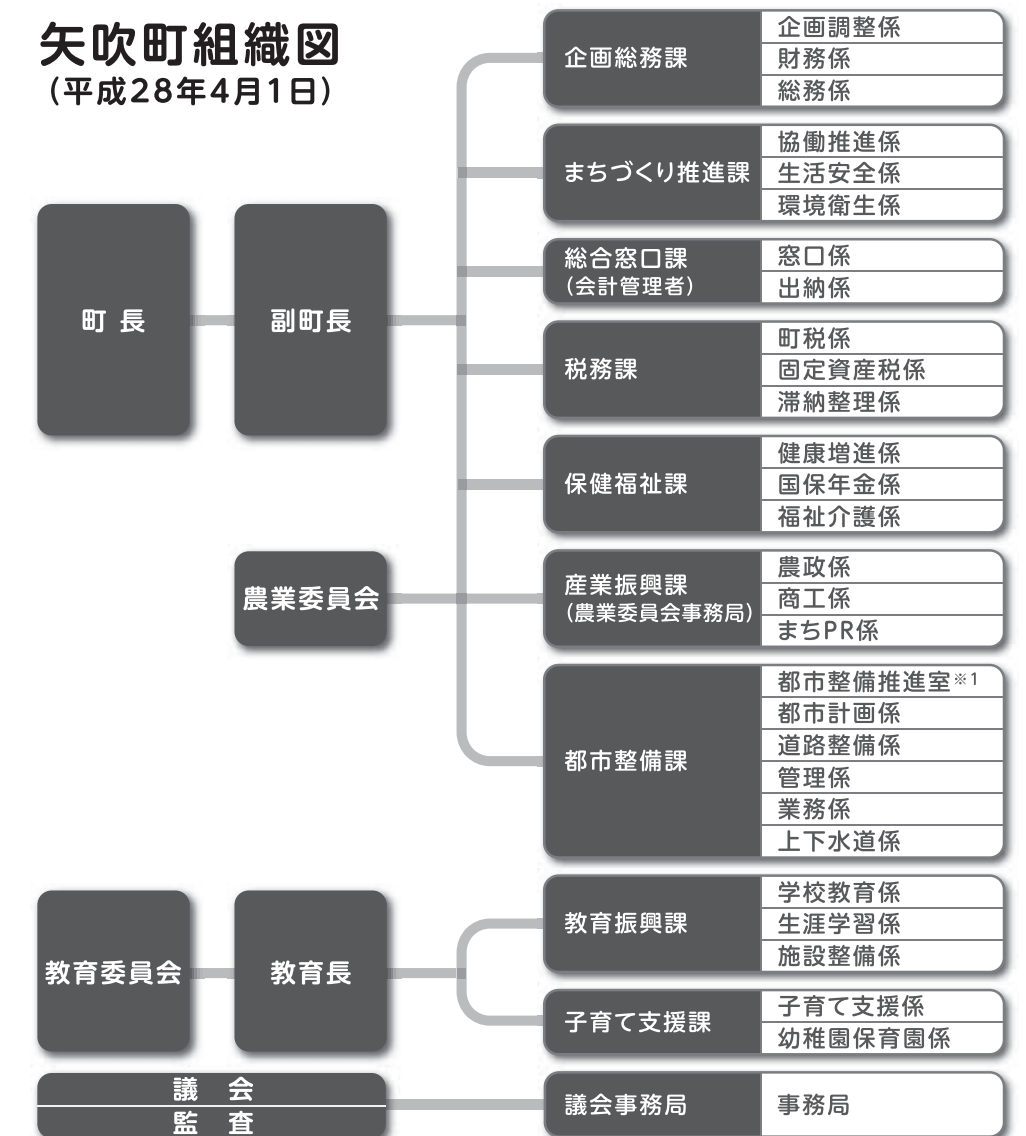 矢吹町組織図
（平成28年4月1日）
町 長
副町長
農業委員会
企画総務課
企画調整係
財務係
総務係
まちづくり推進課
協働推進係
生活安全係
環境衛生係
総合窓口課
（会計管理者）
窓口係
出納係
税務課
町税係
固定資産税係
滞納整理係
保健福祉課
健康増進係
国保年金係
福祉介護係
産業振興課
（農業委員会事務局）
農政係
商工係
まちPR係
都市整備課
都市整備推進室※1
都市計画係
道路整備係
管理係
業務係
上下水道係
教育委員会
教育長
教育振興課
学校教育係
生涯学習係
施設整備係
子育て支援課
子育て支援係
幼稚園保育園係
議 会
監 査
議会事務局
事務局